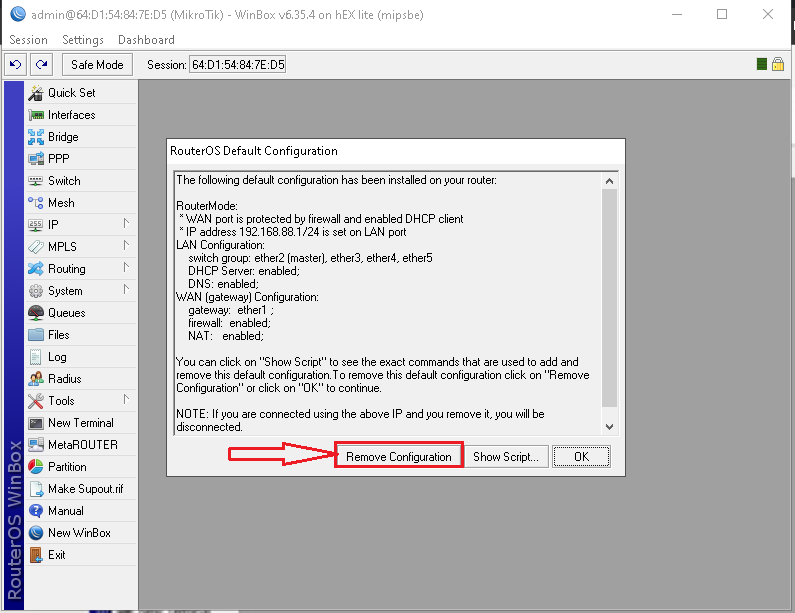 admin@64:D1:54:84:7E:D5 (MikroTik) - WinBox v6.35.4 on hEX lite (mipsbe)
Session Settings Dashboard
Safe Mode Session: 64:D1:54:84:7E:D5
Quick Set
Interfaces
Bridge
PPP
Switch
Mesh
IP
MPLS
Routing
System
Queues
Files
Log
Radius
Tools
New Terminal
MetaROUTER
Partition
Make Supout.rif
Manual
New WinBox
Exit
RouterOS WinBox
RouterOS Default Configuration
The following default configuration has been installed on your router:
RouterMode:
* WAN port is protected by firewall and enabled DHCP client
* IP address 192.168.88.1/24 is set on LAN port
LAN Configuration:
switch group: ether2 (master), ether3, ether4, ether5
DHCP Server: enabled;
DNS: enabled;
WAN (gateway) Configuration:
gateway: ether1 ;
firewall: enabled;
NAT: enabled;
You can click on "Show Script" to see the exact commands that are used to add and
remove this default configuration.To remove this default configuration click on "Remove
Configuration" or click on "OK" to continue.
NOTE: If you are connected using the above IP and you remove it, you will be
disconnected.
Remove Configuration Show Script... OK